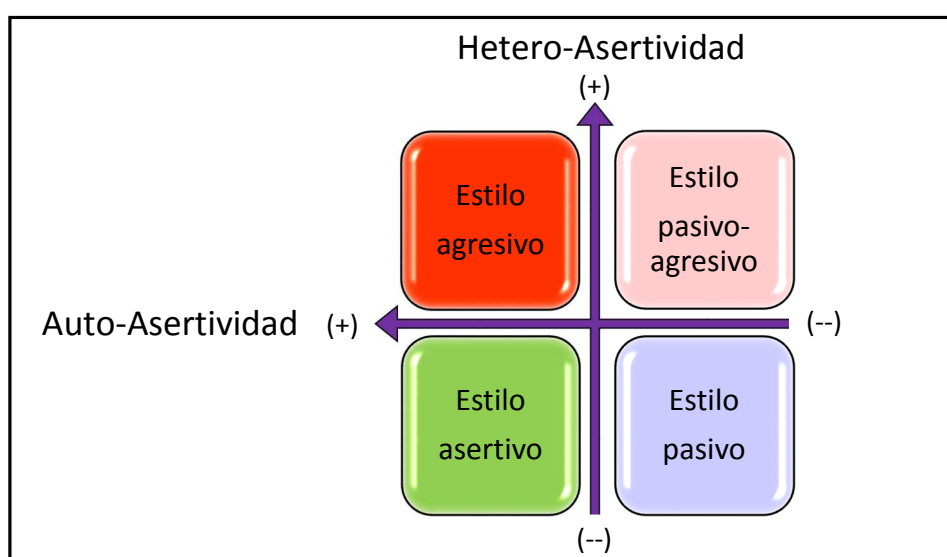 Hetero-Asertividad
(+)
Estilo
agresivo
Estilo
pasivo-
agresivo
Auto-Asertividad (+)
(--)
Estilo
asertivo
Estilo
pasivo
(--)